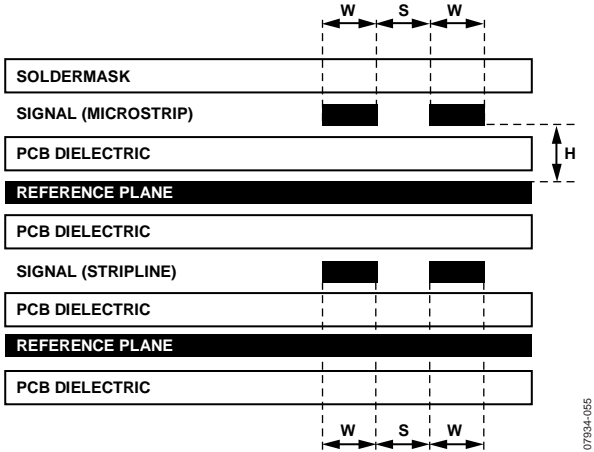 W S W
SOLDERMASK
SIGNAL (MICROSTRIP)
H
PCB DIELECTRIC
REFERENCE PLANE
PCB DIELECTRIC
SIGNAL (STRIPLINE)
PCB DIELECTRIC
REFERENCE PLANE
PCB DIELECTRIC
W S W
07934-055